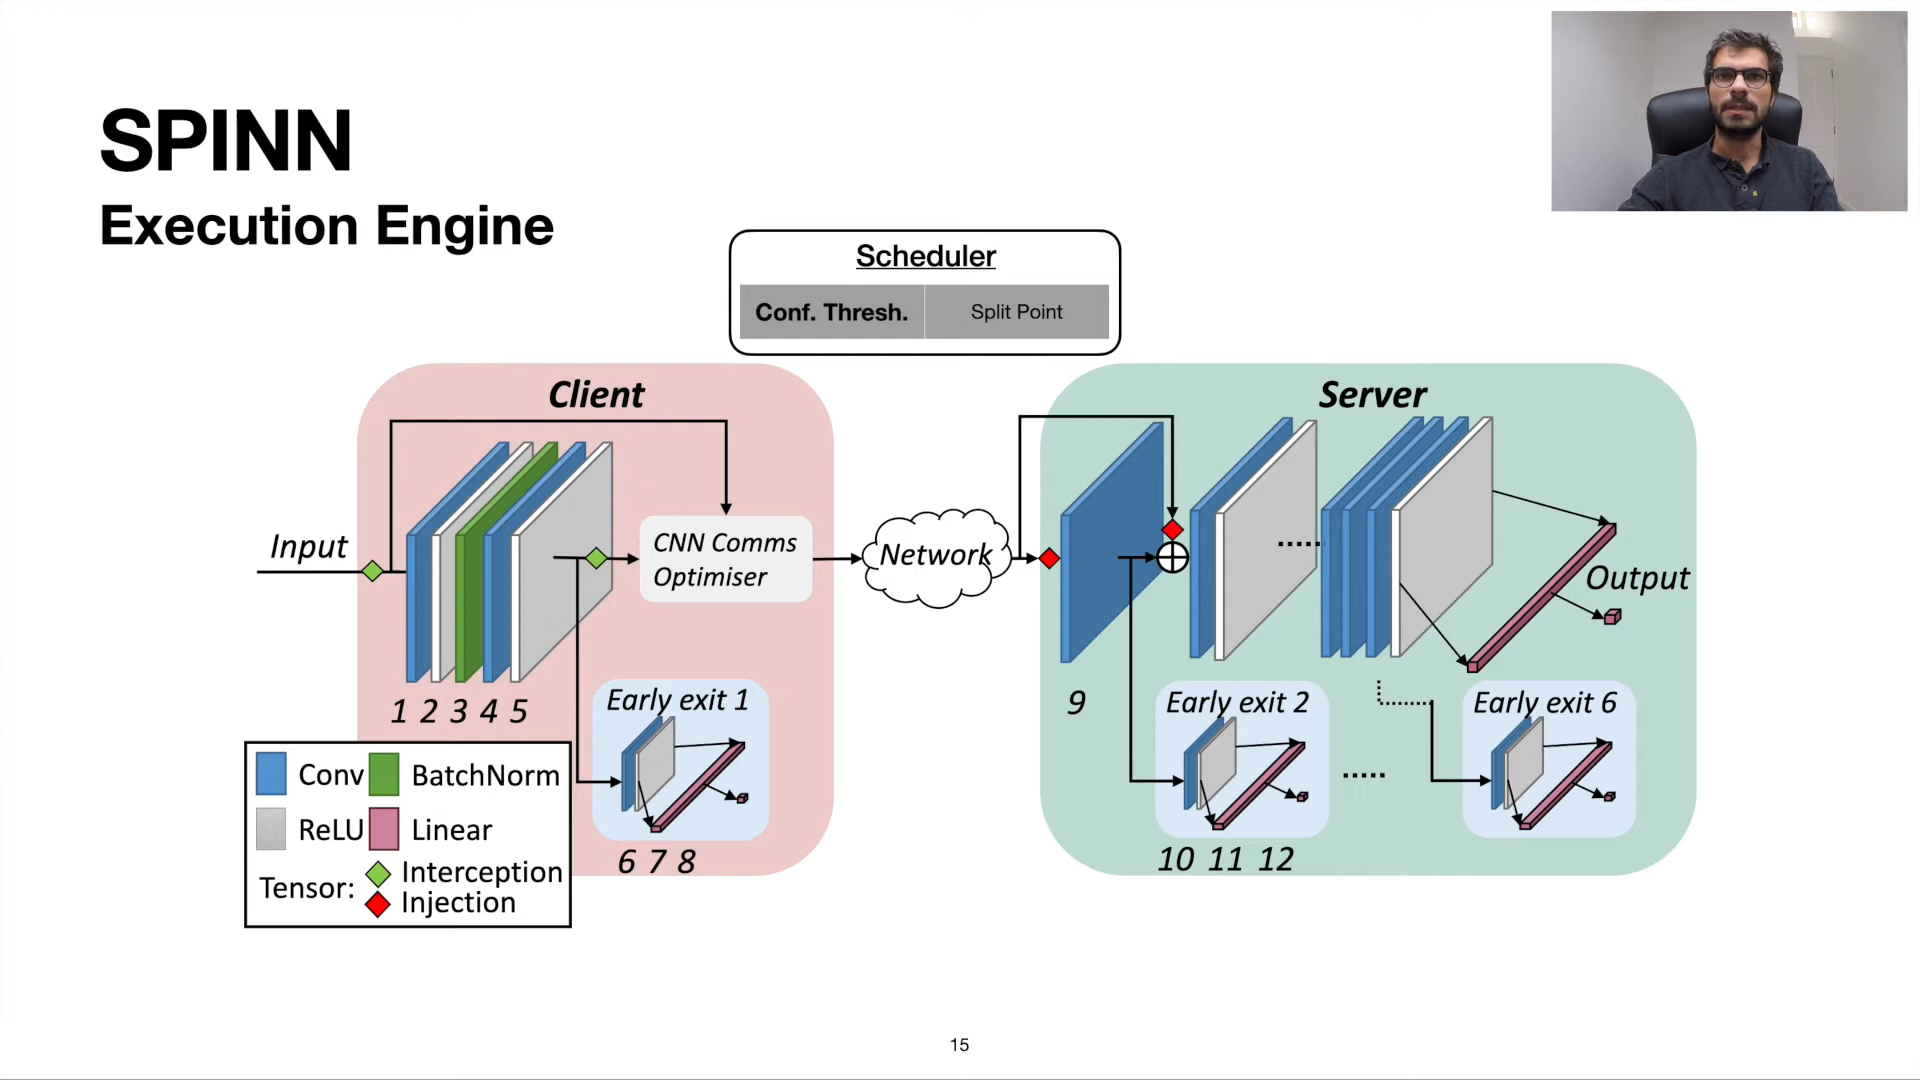 SPINN
Execution Engine
Scheduler
Conf. Thresh.
Split Point
Client
Server
Input
CNN Comms
Optimiser
Network
Output
1 2 3 4 5
Early exit 1
6 7 8
9
Early exit 2
Early exit 6
10 11 12
Conv
BatchNorm
ReLU
Linear
Tensor:
Interception
Injection
15